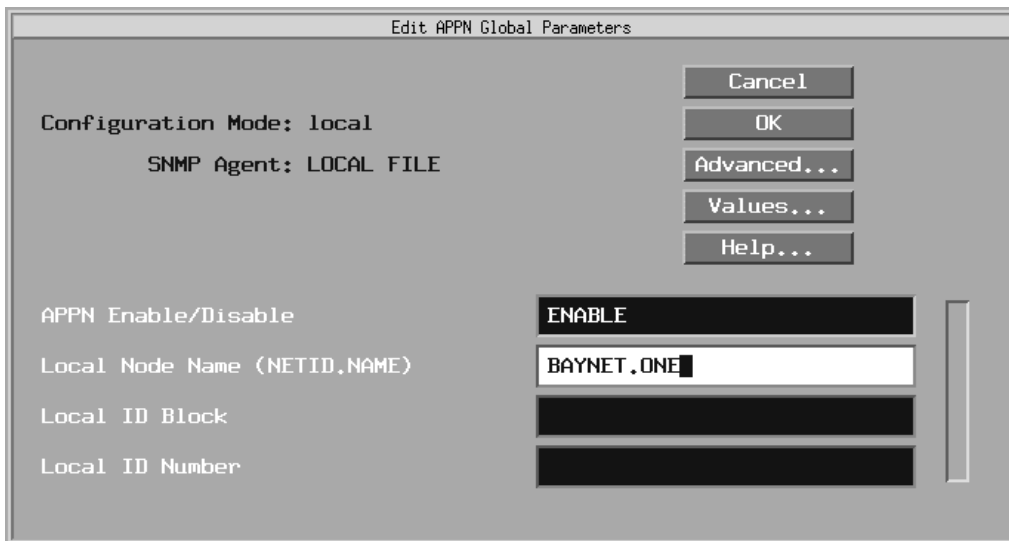 Edit APPN Global Parameters
Cancel
Configuration Mode: local
OK
SNMP Agent: LOCAL FILE
Advanced...
Values...
Help...
APPN Enable/Disable
ENABLE
Local Node Name (NETID.NAME)
BAYNET.ONE
Local ID Block
Local ID Number